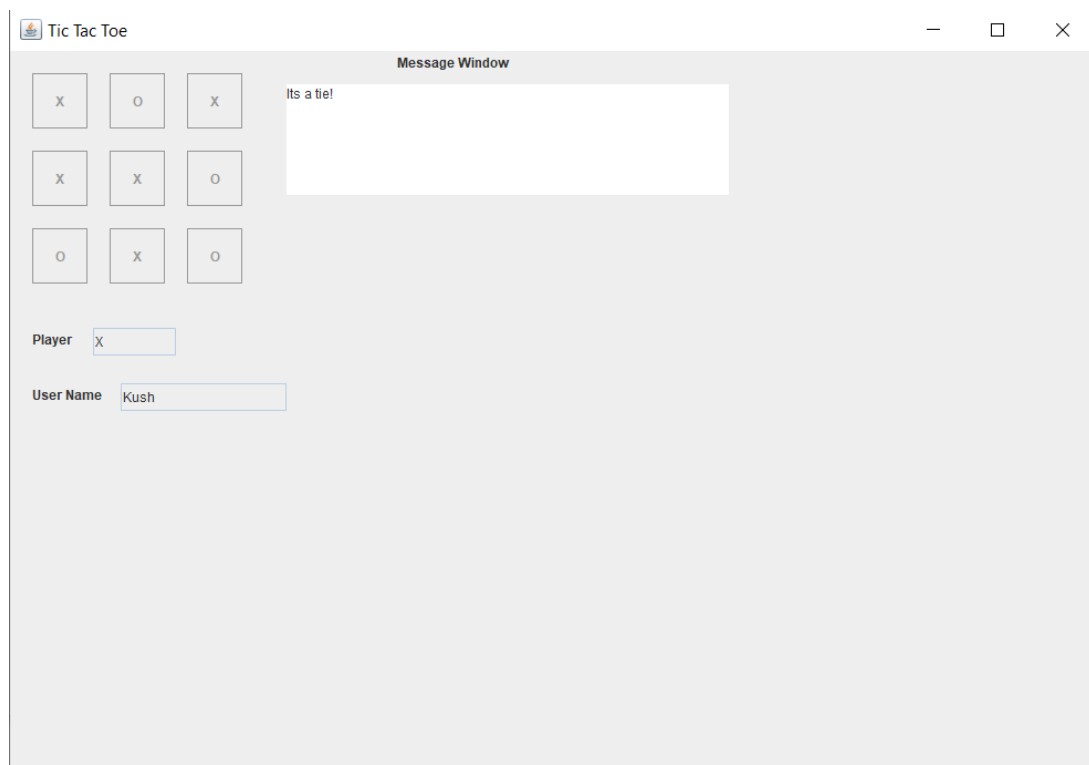 Tic Tac Toe
Message Window
X O X
Its a tie!
X X O
O X O
Player X
User Name Kush